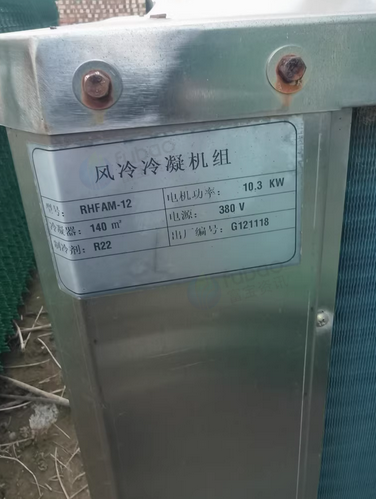 风冷冷凝机组
型号: RHFAM-12 电机功率: 10.3 KW
冷凝器: 140 m² 电源: 380 V
制冷剂: R22 出厂编号: G121118